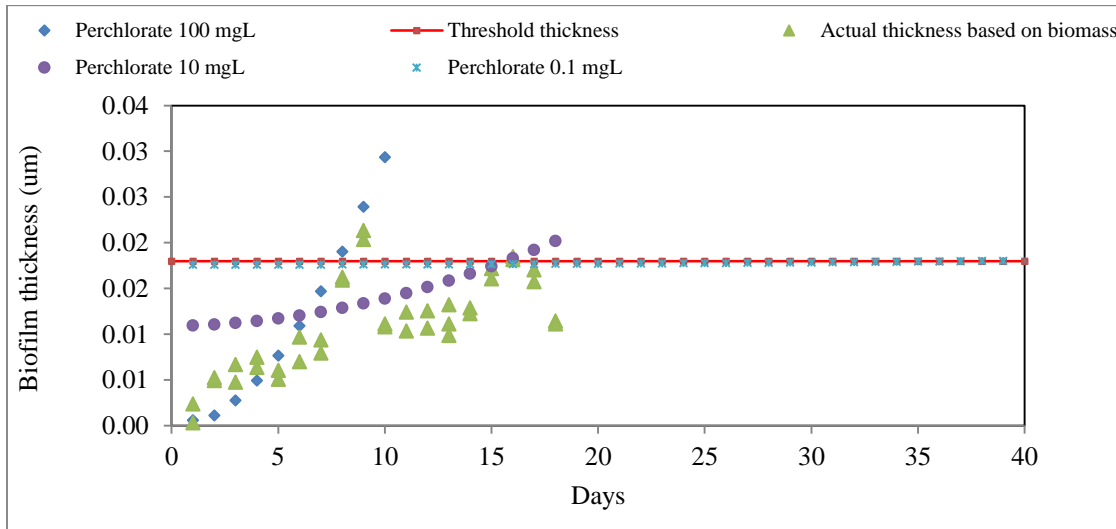 Perchlorate 100 mgL Threshold thickness Actual thickness based on biomass
Perchlorate 10 mgL Perchlorate 0.1 mgL
Biofilm thickness (um)
0.04
0.03
0.03
0.02
0.02
0.01
0.01
0.00
0 5 10 15 20 25 30 35 40
Days